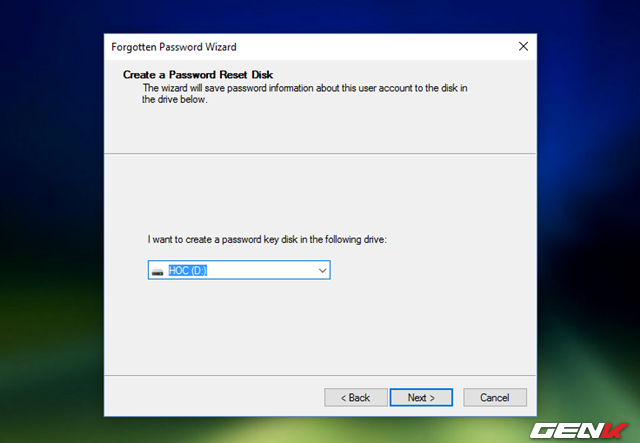 Forgotten Password Wizard
Create a Password Reset Disk
The wizard will save password information about this user account to the disk in
the drive below.
I want to create a password key disk in the following drive:
HOC (D:)
< Back
Next >
Cancel
GENK